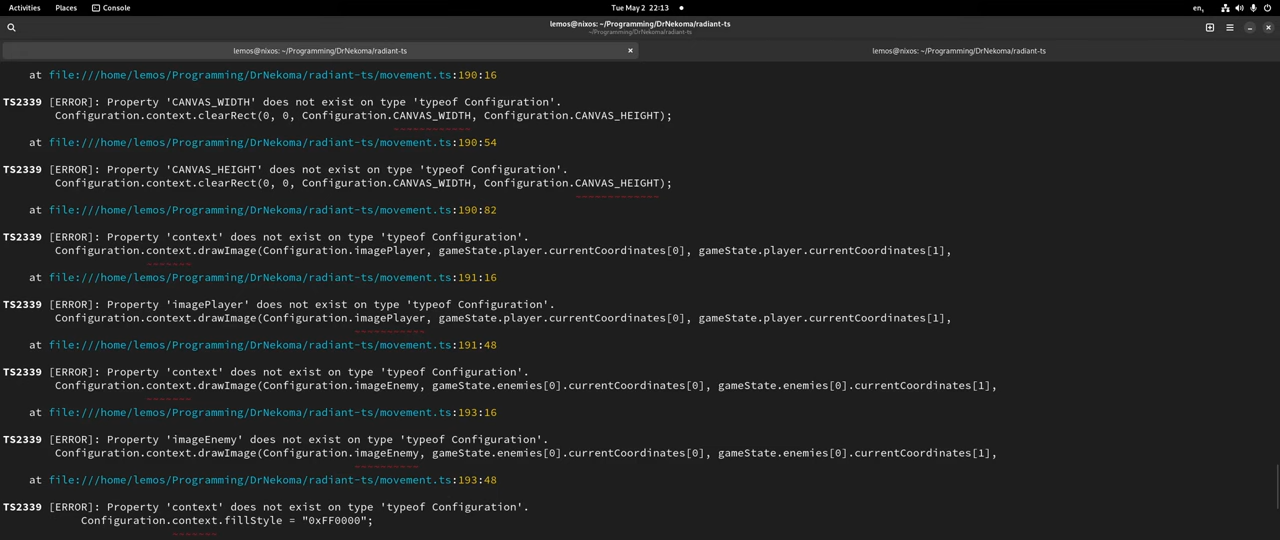 Activities Places Console Tue May 2 22:13 en,
lemos@nixos: ~/Programming/DrNekoma/radiant-ts
~/Programming/DrNekoma/radiant-ts
lemos@nixos: ~/Programming/DrNekoma/radiant-ts × lemos@nixos: ~/Programming/DrNekoma/radiant-ts
at file:///home/lemos/Programming/DrNekoma/radiant-ts/movement.ts:190:16
TS2339 [ERROR]: Property 'CANVAS_WIDTH' does not exist on type 'typeof Configuration'.
Configuration.context.clearRect(0, 0, Configuration.CANVAS_WIDTH, Configuration.CANVAS_HEIGHT);
~~~~~~~~~~~~
at file:///home/lemos/Programming/DrNekoma/radiant-ts/movement.ts:190:54
TS2339 [ERROR]: Property 'CANVAS_HEIGHT' does not exist on type 'typeof Configuration'.
Configuration.context.clearRect(0, 0, Configuration.CANVAS_WIDTH, Configuration.CANVAS_HEIGHT);
~~~~~~~~~~~~~
at file:///home/lemos/Programming/DrNekoma/radiant-ts/movement.ts:190:82
TS2339 [ERROR]: Property 'context' does not exist on type 'typeof Configuration'.
Configuration.context.drawImage(Configuration.imagePlayer, gameState.player.currentCoordinates[0], gameState.player.currentCoordinates[1],
~~~~~~~
at file:///home/lemos/Programming/DrNekoma/radiant-ts/movement.ts:191:16
TS2339 [ERROR]: Property 'imagePlayer' does not exist on type 'typeof Configuration'.
Configuration.context.drawImage(Configuration.imagePlayer, gameState.player.currentCoordinates[0], gameState.player.currentCoordinates[1],
~~~~~~~~~~~
at file:///home/lemos/Programming/DrNekoma/radiant-ts/movement.ts:191:48
TS2339 [ERROR]: Property 'context' does not exist on type 'typeof Configuration'.
Configuration.context.drawImage(Configuration.imageEnemy, gameState.enemies[0].currentCoordinates[0], gameState.enemies[0].currentCoordinates[1],
~~~~~~~
at file:///home/lemos/Programming/DrNekoma/radiant-ts/movement.ts:193:16
TS2339 [ERROR]: Property 'imageEnemy' does not exist on type 'typeof Configuration'.
Configuration.context.drawImage(Configuration.imageEnemy, gameState.enemies[0].currentCoordinates[0], gameState.enemies[0].currentCoordinates[1],
~~~~~~~~~~
at file:///home/lemos/Programming/DrNekoma/radiant-ts/movement.ts:193:48
TS2339 [ERROR]: Property 'context' does not exist on type 'typeof Configuration'.
Configuration.context.fillStyle = "0xFF0000";
~~~~~~~